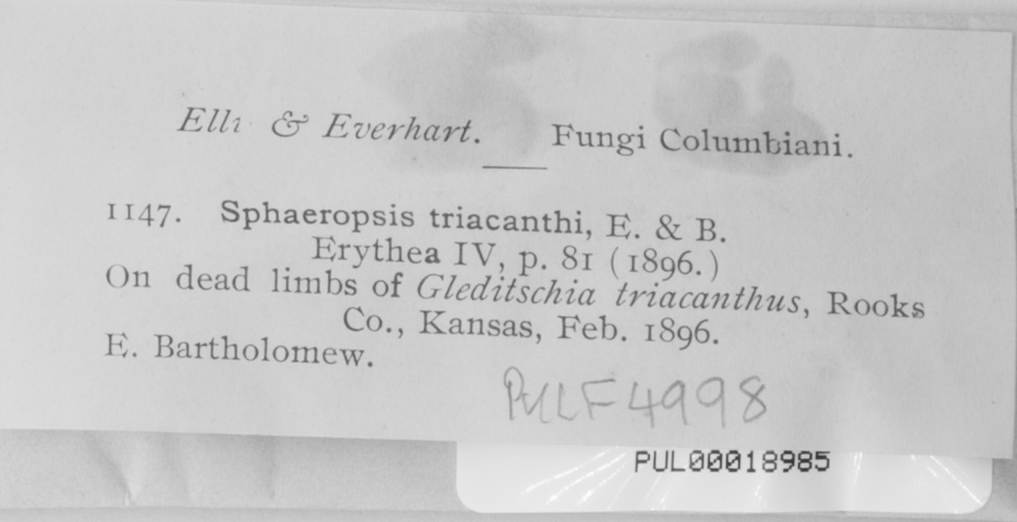 Elli & Everhart. Fungi Columbiani.
1147. Sphaeropsis triacanthi, E. & B.
Erythea IV, p. 81 (1896.)
On dead limbs of Gleditschia triacanthus, Rooks
Co., Kansas, Feb. 1896.
E. Bartholomew.
PULF4998
PUL00018985